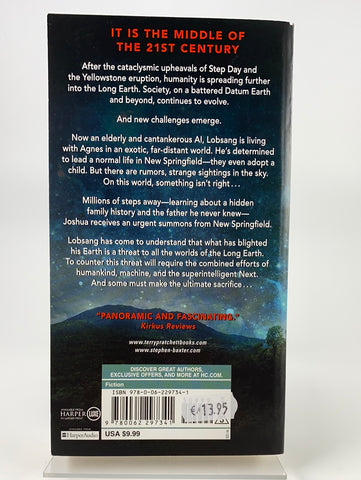 IT IS THE MIDDLE OF
THE 21ST CENTURY
After the cataclysmic upheavals of Step Day and
the Yellowstone eruption, humanity is spreading further
into the Long Earth. Society, on a battered Datum Earth
and beyond, continues to evolve.
And new challenges emerge.
Now an elderly and cantankerous AI, Lobsang is living
with Agnes in an exotic, far-distant world. He's determined
to lead a normal life in New Springfield—they even adopt a
child. But there are rumors, strange sightings in the sky.
On this world, something isn't right . . .
Millions of steps away—learning about a hidden
family history and the father he never knew—
Joshua receives an urgent summons from New Springfield.
Lobsang has come to understand that what has blighted
his Earth is a threat to all the worlds of the Long Earth.
To counter this threat will require the combined efforts of
humankind, machine, and the superintelligent Next.
And some must make the ultimate sacrifice . . .
"PANORAMIC AND FASCINATING."
Kirkus Reviews
www.terrypratchettbooks.com
www.stephen-baxter.com
DISCOVER GREAT AUTHORS,
EXCLUSIVE OFFERS, AND MORE AT HC.COM.
Fiction
ISBN 978-0-06-229734-1
€ 13.95
9 780062 297341
AVAILABLE FROM
HARPER LUXE
HarperAudio
USA $9.99